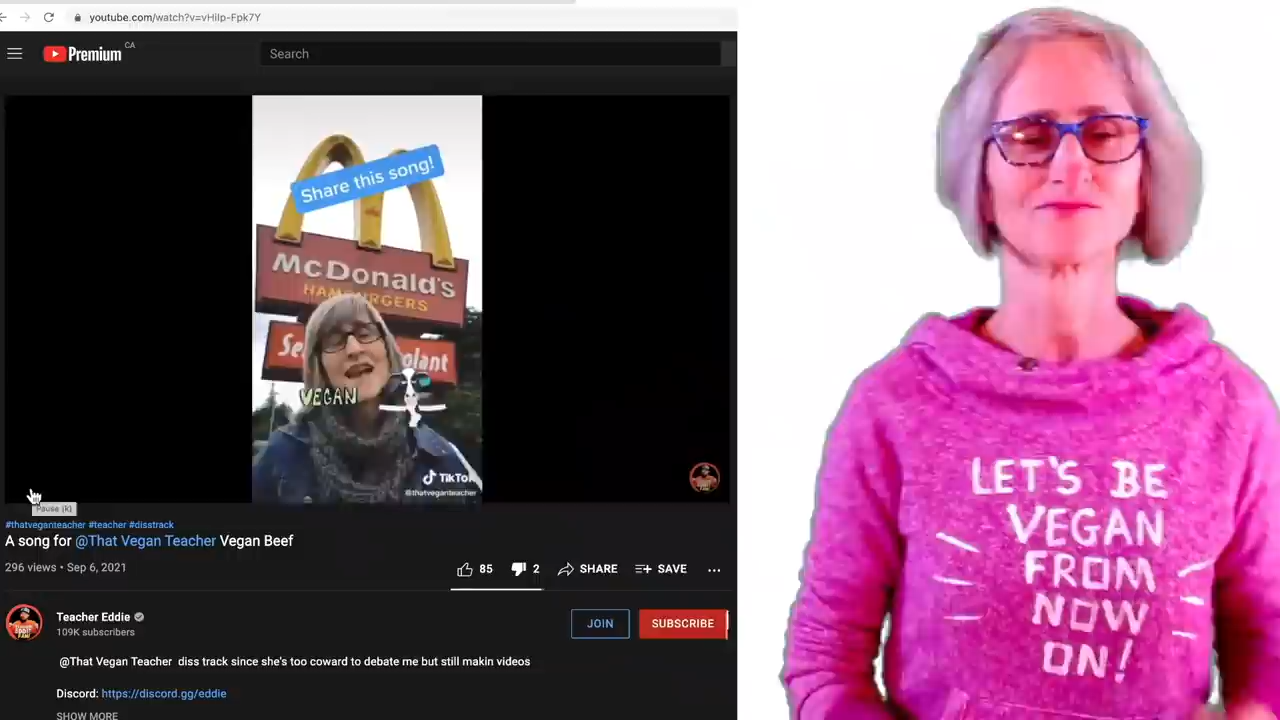 youtube.com/watch?v=vHiIp-Fpk7Y
Premium CA
Search
Share this song!
McDonald's
HAMBURGERS
VEGAN
TikTok
@thatveganteacher
Pause (k)
#thatveganteacher #teacher #disstrack
A song for @That Vegan Teacher Vegan Beef
296 views • Sep 6, 2021
85
2
SHARE
SAVE
Teacher Eddie
109K subscribers
JOIN
SUBSCRIBE
@That Vegan Teacher diss track since she's too coward to debate me but still makin videos
Discord: https://discord.gg/eddie
SHOW MORE
LET'S BE
VEGAN
FROM
NOW
ON!